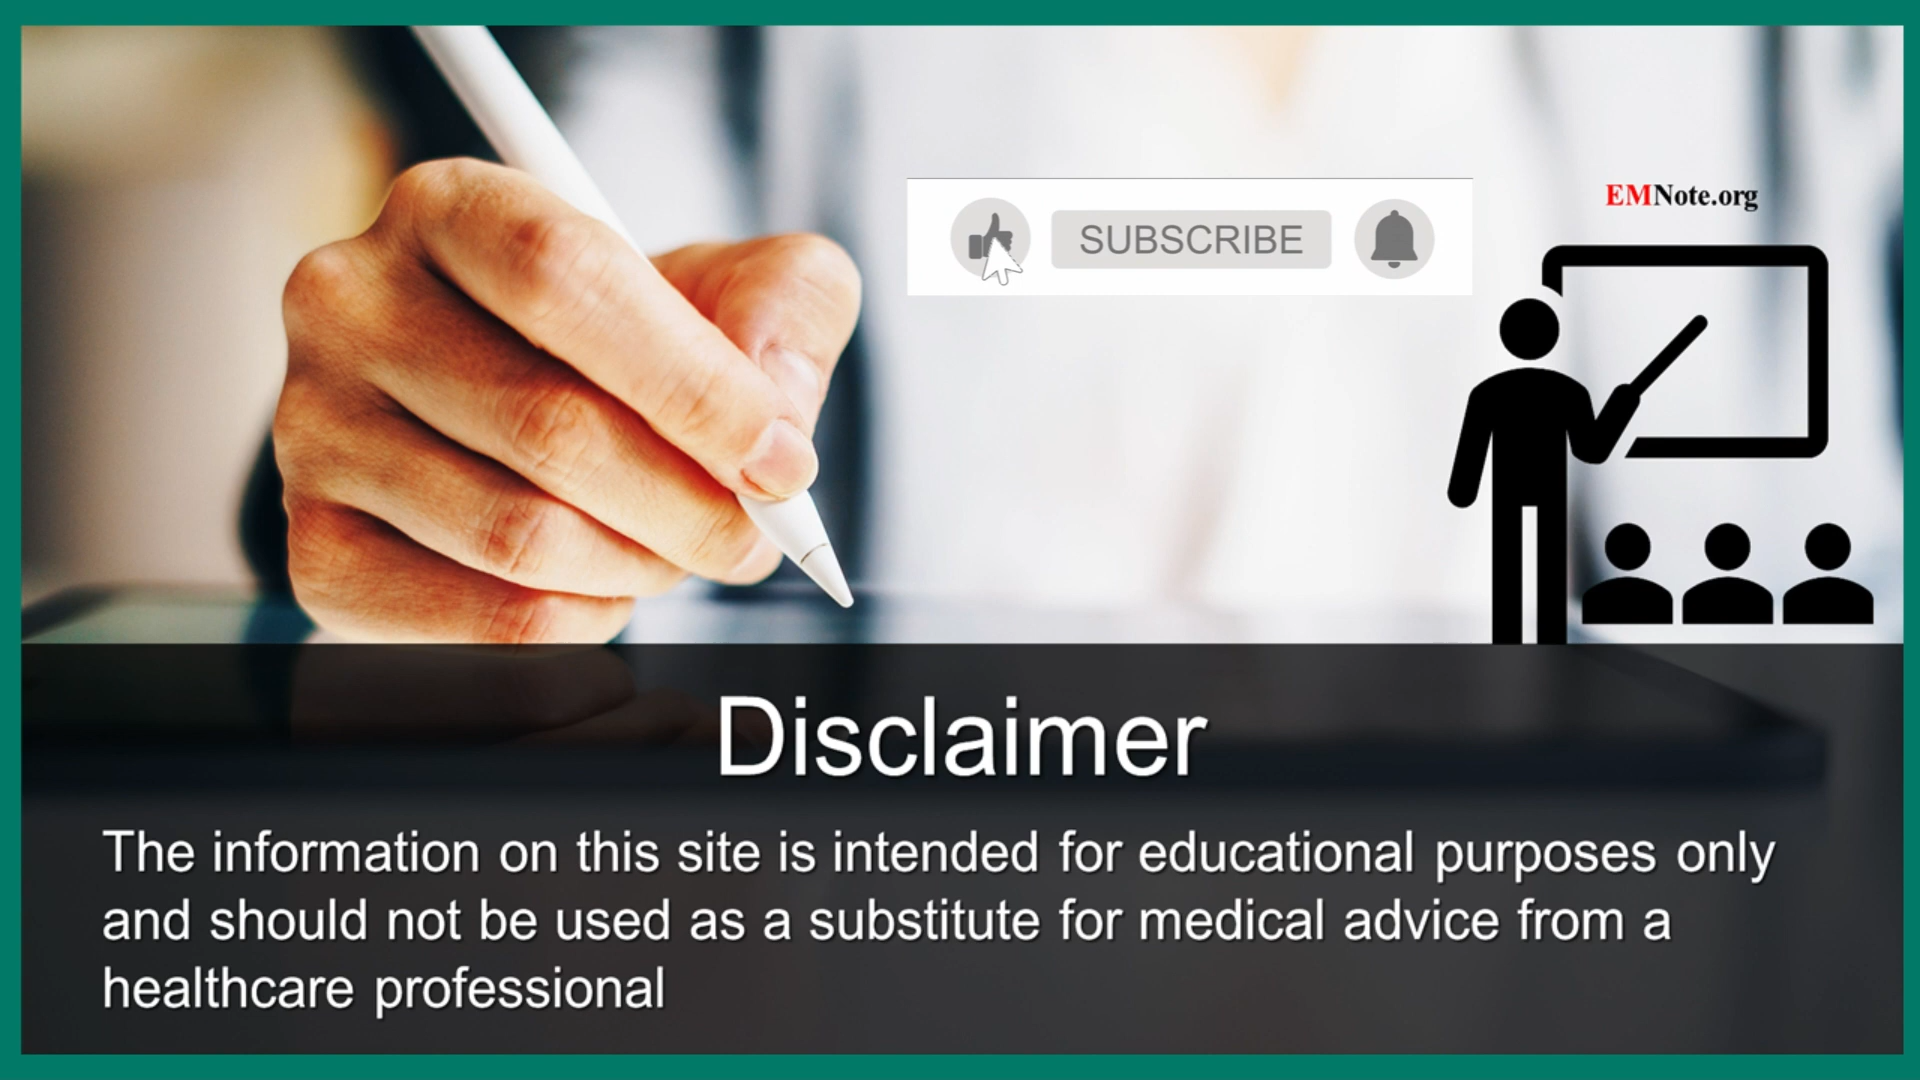 SUBSCRIBE
EMNote.org
Disclaimer
The information on this site is intended for educational purposes only
and should not be used as a substitute for medical advice from a
healthcare professional